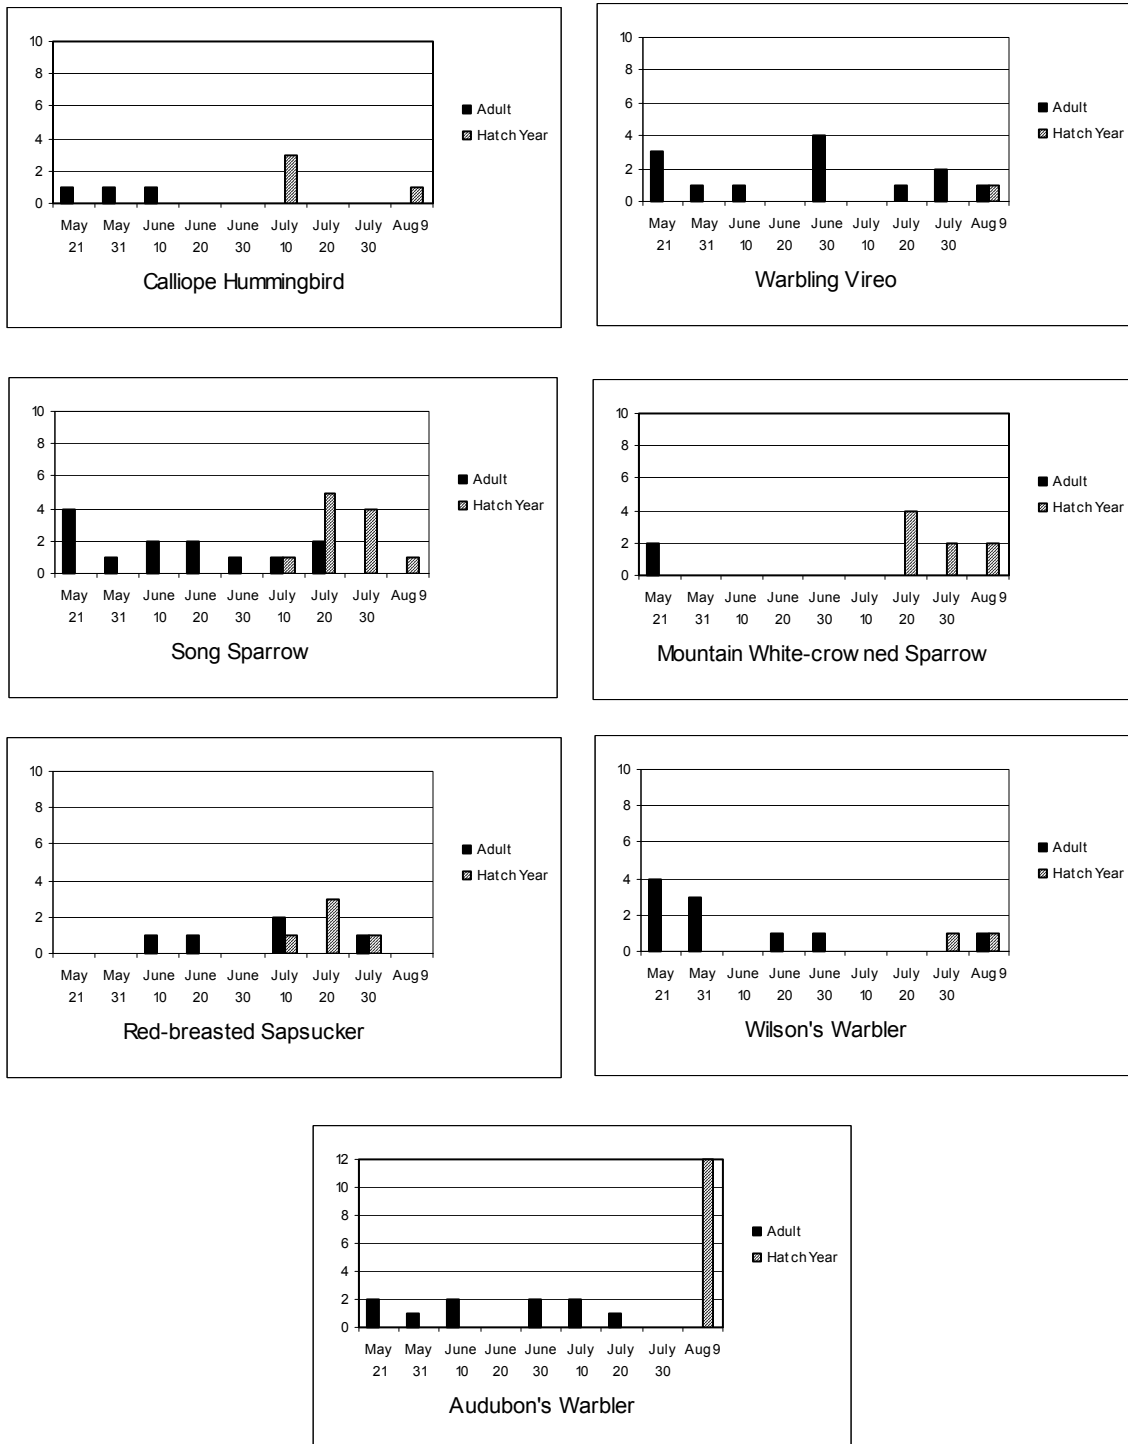 10
8
6
4
2
0
Adult
Hatch Year
May May June June June July July July Aug 9
21 31 10 20 30 10 20 30
Calliope Hummingbird
10
8
6
4
2
0
Adult
Hatch Year
May May June June June July July July Aug 9
21 31 10 20 30 10 20 30
Warbling Vireo
10
8
6
4
2
0
Adult
Hatch Year
May May June June June July July July Aug 9
21 31 10 20 30 10 20 30
Song Sparrow
10
8
6
4
2
0
Adult
Hatch Year
May May June June June July July July Aug 9
21 31 10 20 30 10 20 30
Mountain White-crow ned Sparrow
10
8
6
4
2
0
Adult
Hatch Year
May May June June June July July July Aug 9
21 31 10 20 30 10 20 30
Red-breasted Sapsucker
10
8
6
4
2
0
Adult
Hatch Year
May May June June June July July July Aug 9
21 31 10 20 30 10 20 30
Wilson's Warbler
12
10
8
6
4
2
0
Adult
Hatch Year
May May June June June July July July Aug 9
21 31 10 20 30 10 20 30
Audubon's Warbler